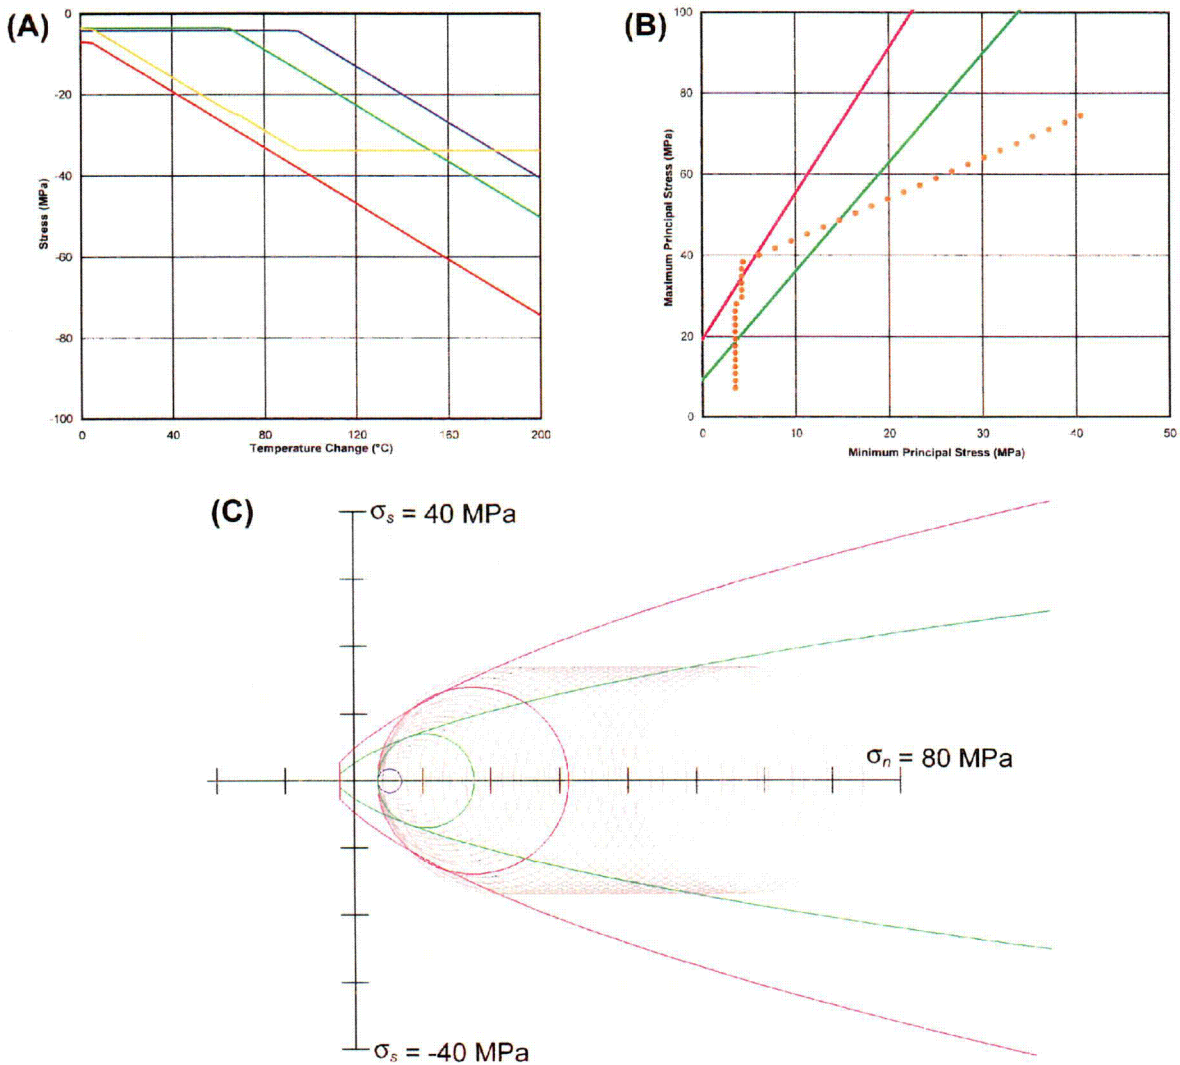 (A)
0
-20
-40
-60
-80
-100
Stress (MPa)
0 40 80 120 160 200
Temperature Change (°C)
(B)
100
80
60
40
20
0
Maximum Principal Stress (MPa)
0 10 20 30 40 50
Minimum Principal Stress (MPa)
(C)
σs = 40 MPa
σn = 80 MPa
σs = -40 MPa